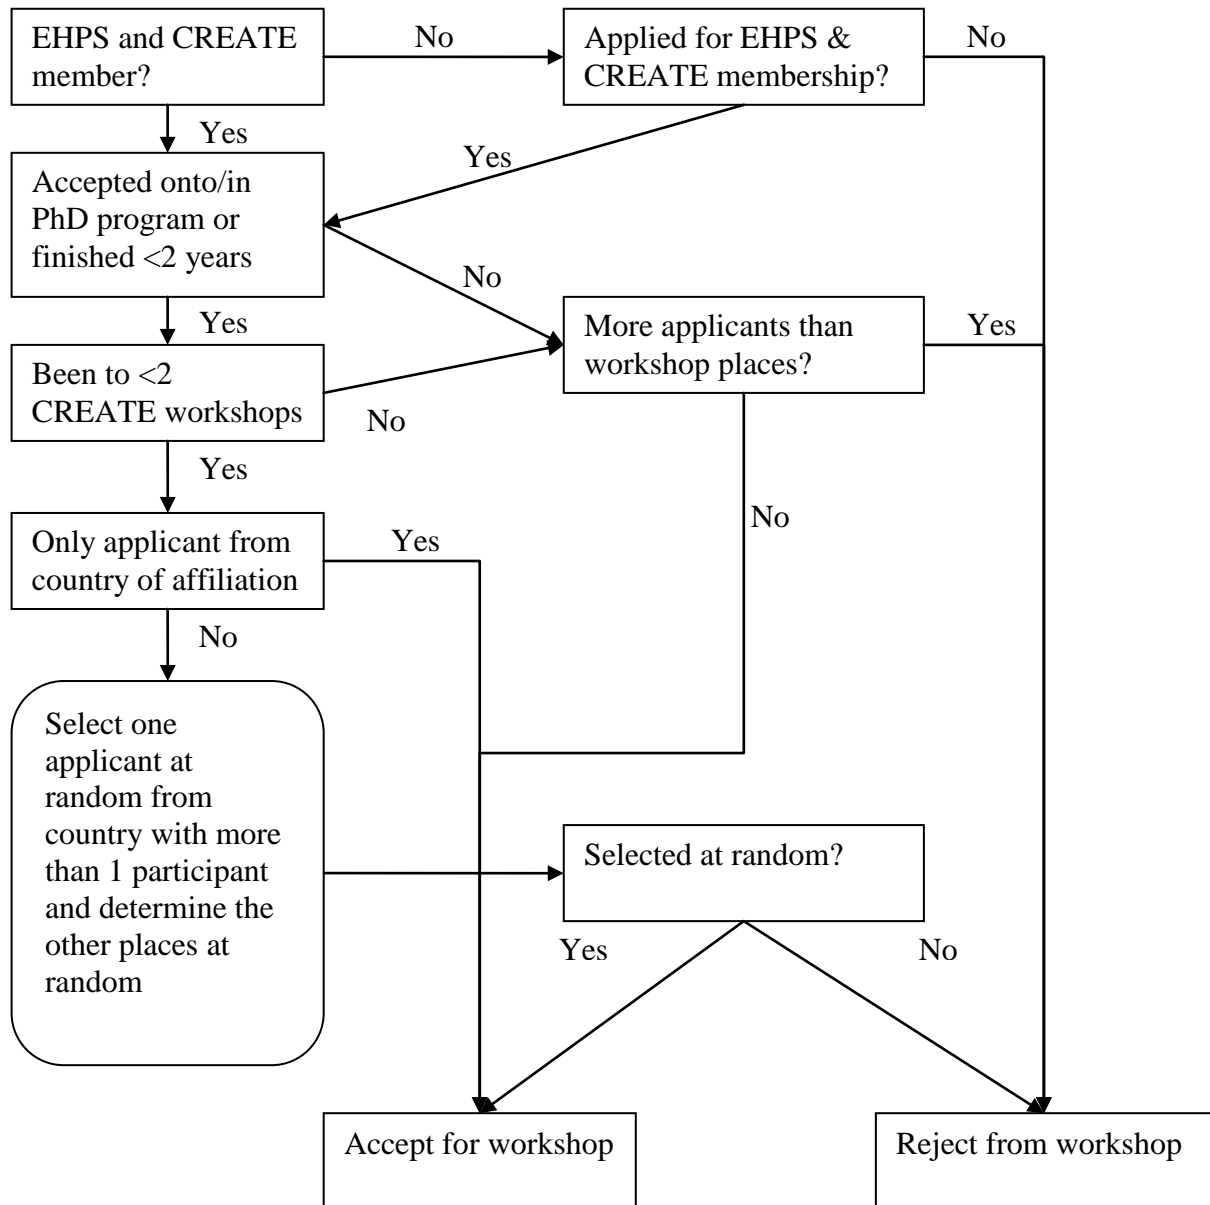 EHPS and CREATE
member?
No
Applied for EHPS &
CREATE membership?
No
Yes
Yes
Accepted onto/in
PhD program or
finished <2 years
No
Yes
More applicants than
workshop places?
Yes
Been to <2
CREATE workshops
No
Yes
No
Only applicant from
country of affiliation
Yes
No
Select one
applicant at
random from
country with more
than 1 participant
and determine the
other places at
random
Selected at random?
Yes
No
Accept for workshop
Reject from workshop